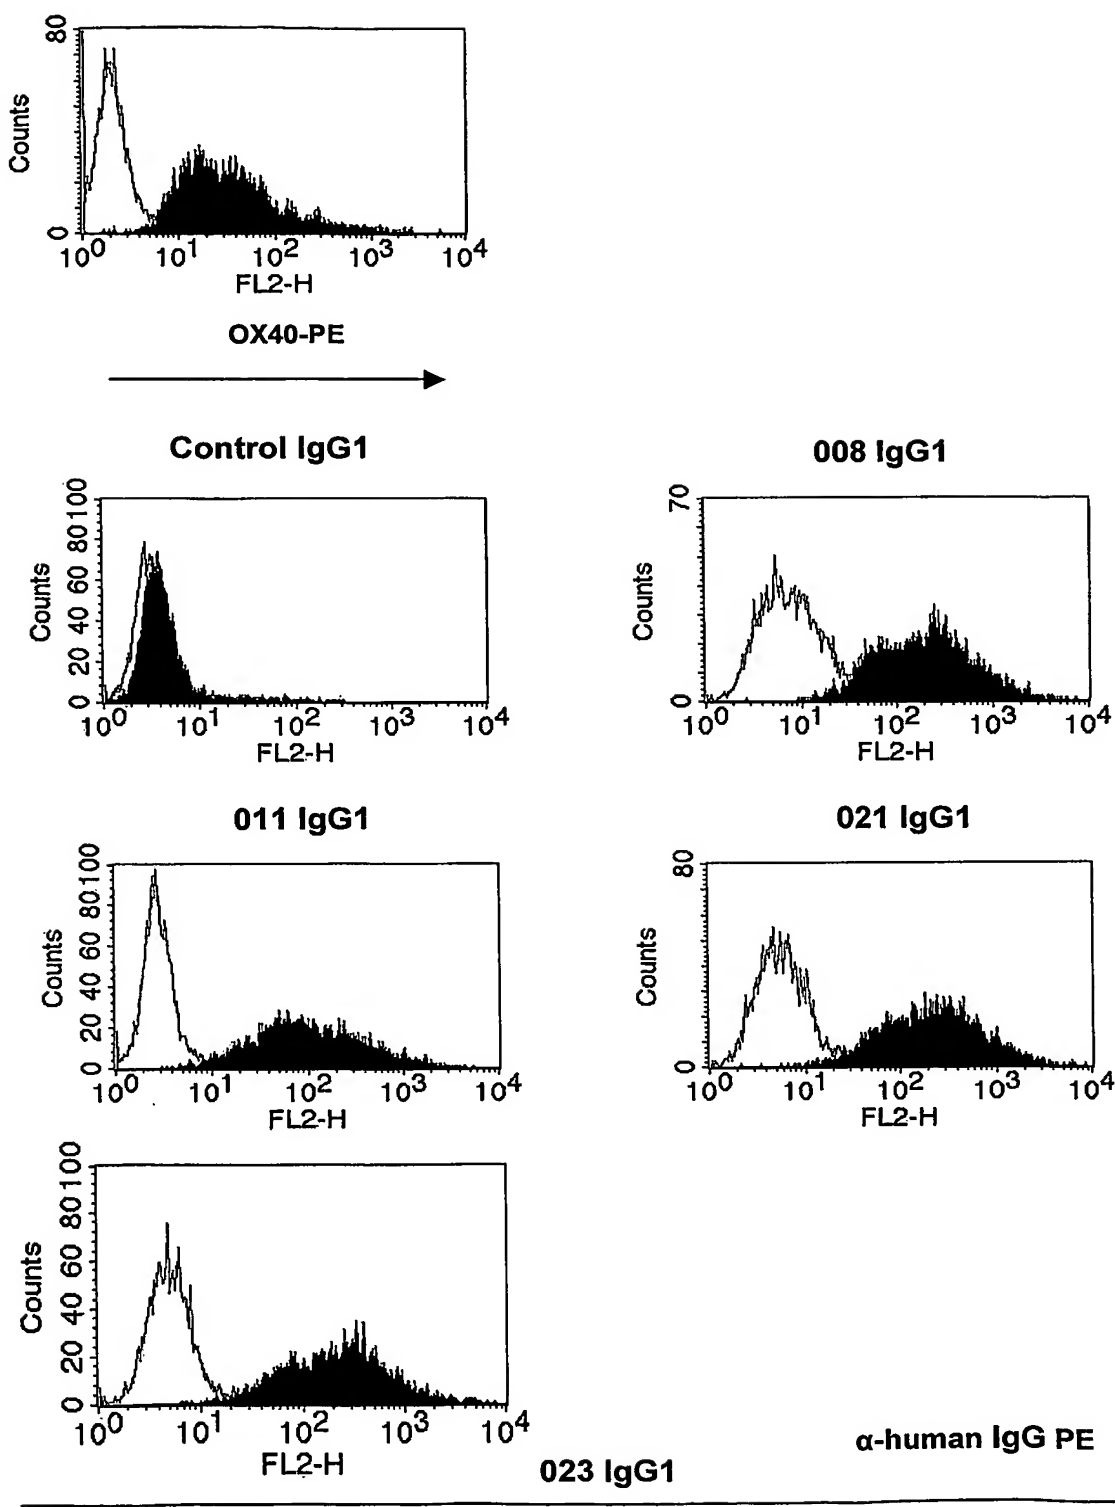 80
Counts
0
10^0 10^1 10^2 10^3 10^4
FL2-H
OX40-PE
Control IgG1
100
80
60
40
20
0
Counts
10^0 10^1 10^2 10^3 10^4
FL2-H
008 IgG1
70
Counts
0
10^0 10^1 10^2 10^3 10^4
FL2-H
011 IgG1
100
80
60
40
20
0
Counts
10^0 10^1 10^2 10^3 10^4
FL2-H
021 IgG1
80
Counts
0
10^0 10^1 10^2 10^3 10^4
FL2-H
100
80
60
40
20
0
Counts
10^0 10^1 10^2 10^3 10^4
FL2-H
023 IgG1
α-human IgG PE